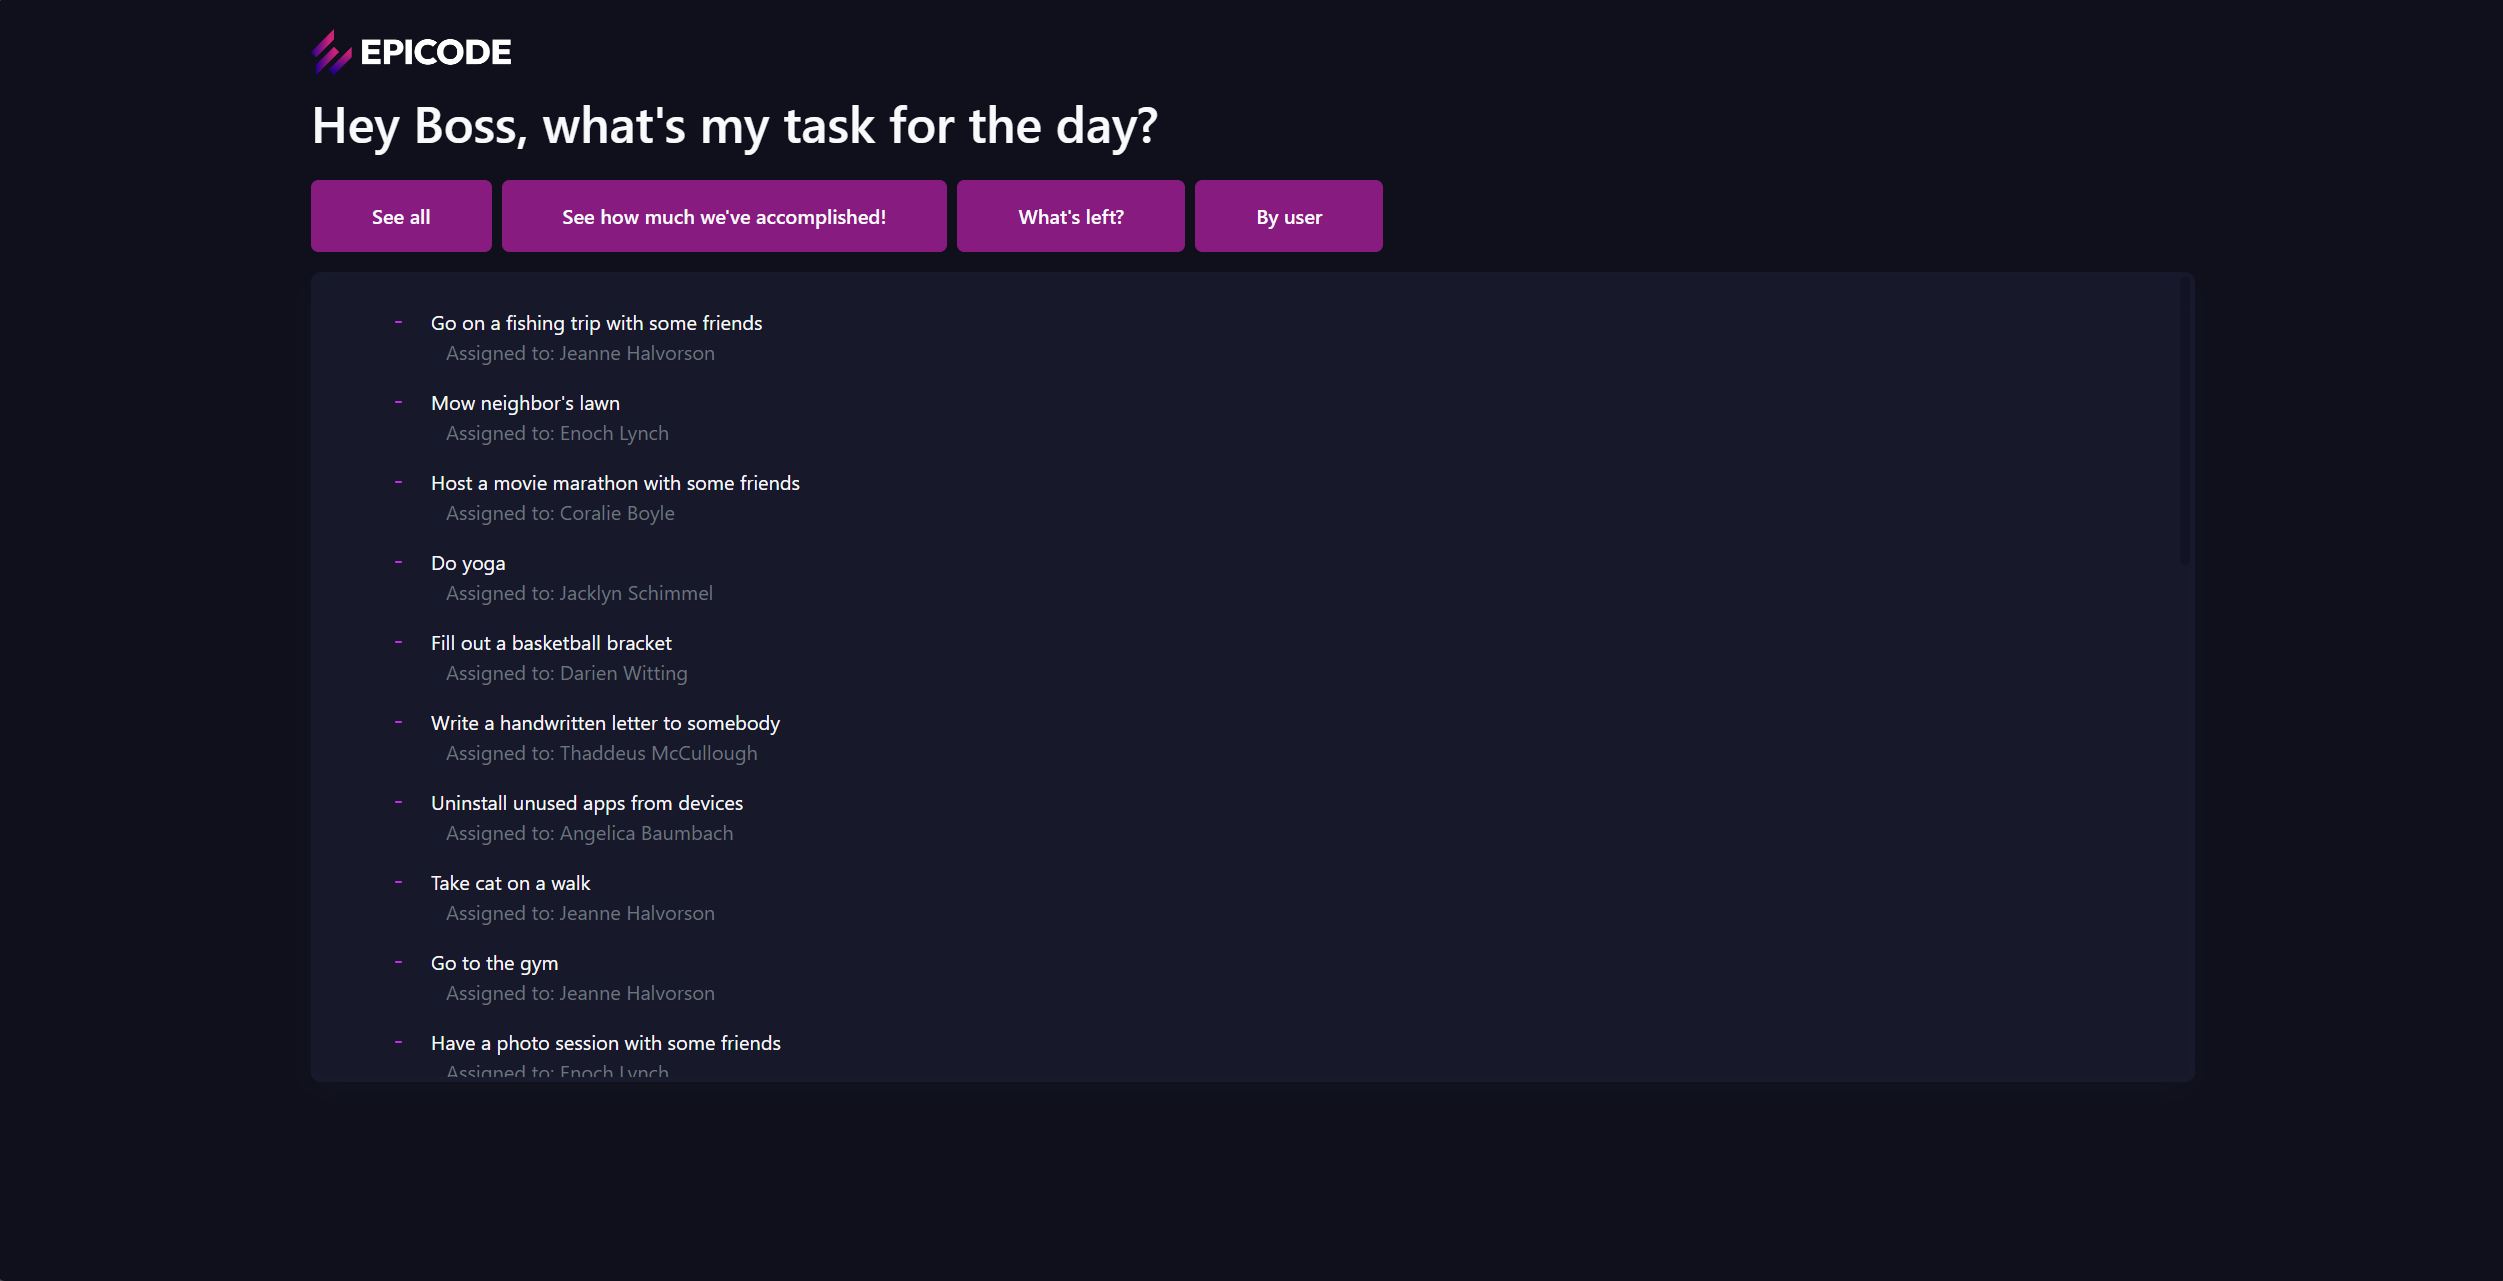 EPICODE
Hey Boss, what's my task for the day?
See all
See how much we've accomplished!
What's left?
By user
- Go on a fishing trip with some friends
Assigned to: Jeanne Halvorson
- Mow neighbor's lawn
Assigned to: Enoch Lynch
- Host a movie marathon with some friends
Assigned to: Coralie Boyle
- Do yoga
Assigned to: Jacklyn Schimmel
- Fill out a basketball bracket
Assigned to: Darien Witting
- Write a handwritten letter to somebody
Assigned to: Thaddeus McCullough
- Uninstall unused apps from devices
Assigned to: Angelica Baumbach
- Take cat on a walk
Assigned to: Jeanne Halvorson
- Go to the gym
Assigned to: Jeanne Halvorson
- Have a photo session with some friends
Assigned to: Enoch Lynch